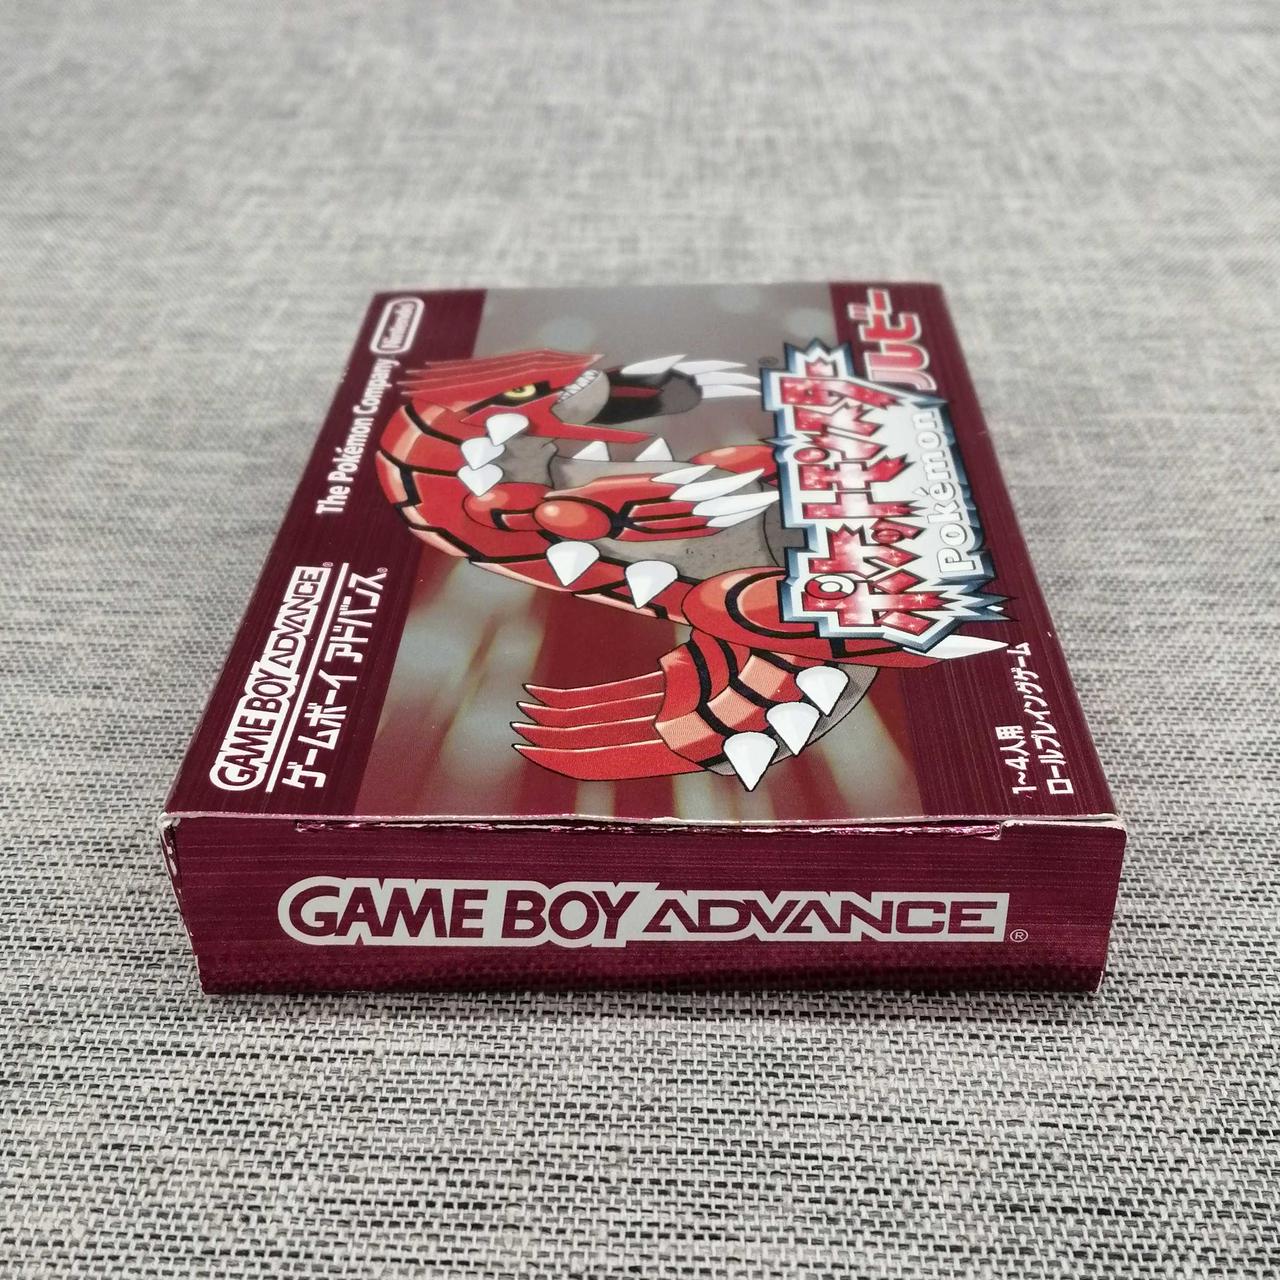 Nintendo
The Pokémon Company
GAME BOY ADVANCE®
ゲームボーイ アドバンス®
®
ポケットモンスター
Pokémon
ルビー
1~4人用
ロールプレイングゲーム
GAME BOY ADVANCE®